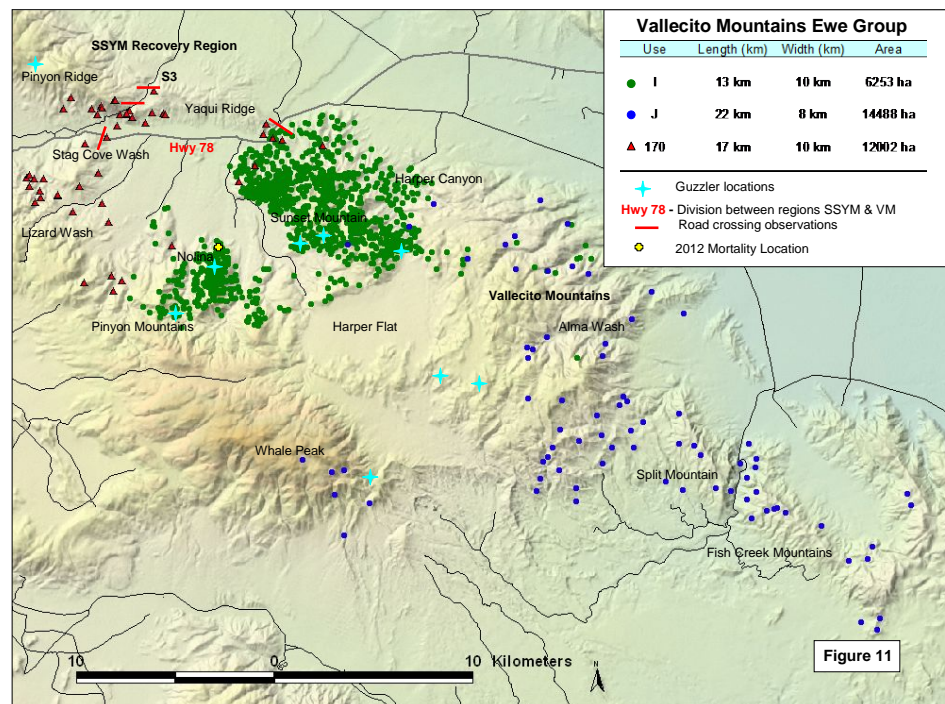 Vallecito Mountains Ewe Group
Use Length (km) Width (km) Area
I 13 km 10 km 6253 ha
J 22 km 8 km 14488 ha
170 17 km 10 km 12002 ha
Guzzler locations
Hwy 78 - Division between regions SSYM & VM
Road crossing observations
2012 Mortality Location
SSYM Recovery Region
Pinyon Ridge
S3
Yaqui Ridge
Stag Cove Wash
Hwy 78
Harper Canyon
Sunset Mountain
Lizard Wash
Nolina
Vallecito Mountains
Pinyon Mountains
Harper Flat
Alma Wash
Whale Peak
Split Mountain
Fish Creek Mountains
Figure 11
10 0 10 Kilometers
N